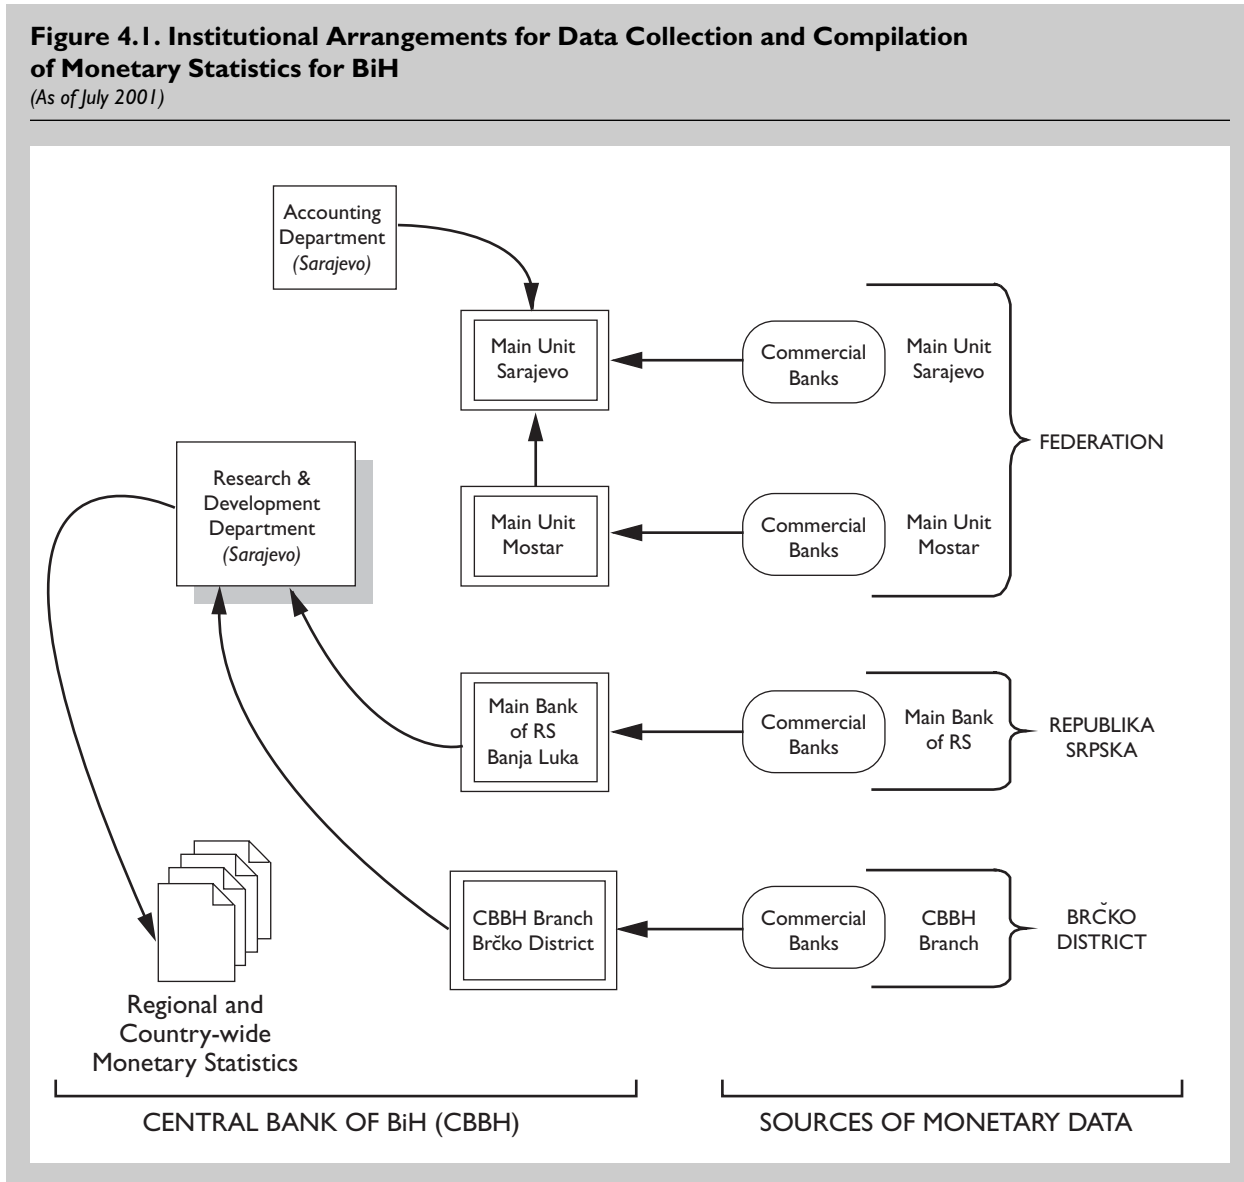 Figure 4.1. Institutional Arrangements for Data Collection and Compilation
of Monetary Statistics for BiH
(As of July 2001)
Accounting
Department
(Sarajevo)
Main Unit
Sarajevo
Commercial
Banks
Main Unit
Sarajevo
FEDERATION
Research &
Development
Department
(Sarajevo)
Main Unit
Mostar
Commercial
Banks
Main Unit
Mostar
Main Bank
of RS
Banja Luka
Commercial
Banks
Main Bank
of RS
REPUBLIKA
SRPSKA
CBBH Branch
Brčko District
Commercial
Banks
CBBH
Branch
BRČKO
DISTRICT
Regional and
Country-wide
Monetary Statistics
CENTRAL BANK OF BiH (CBBH)
SOURCES OF MONETARY DATA